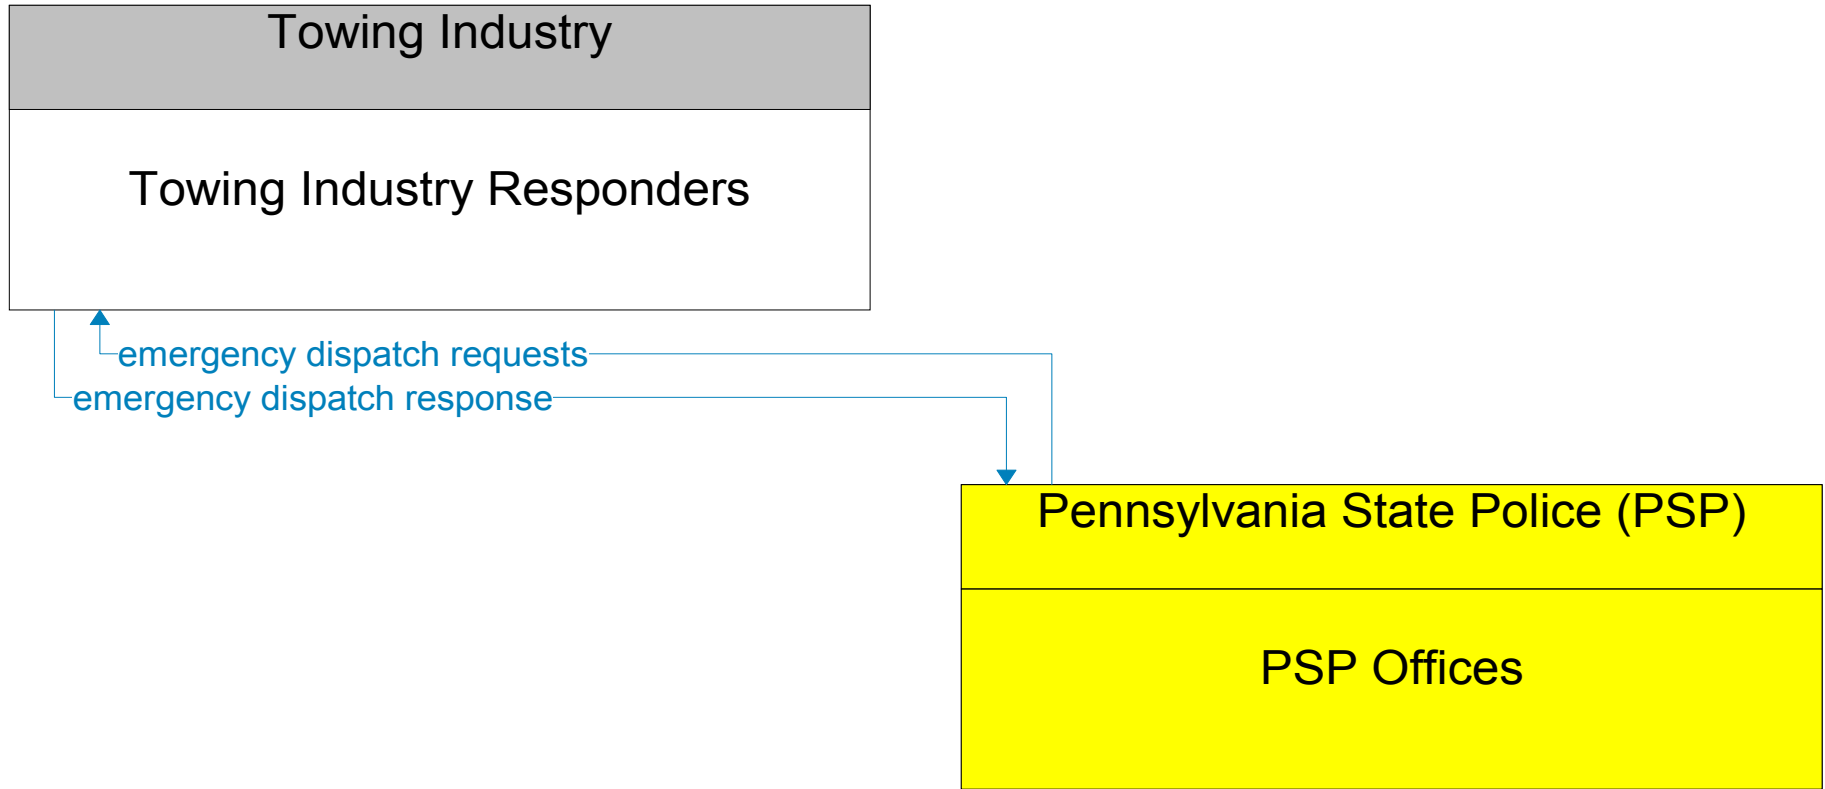 Towing Industry
Towing Industry Responders
emergency dispatch requests
emergency dispatch response
Pennsylvania State Police (PSP)
PSP Offices